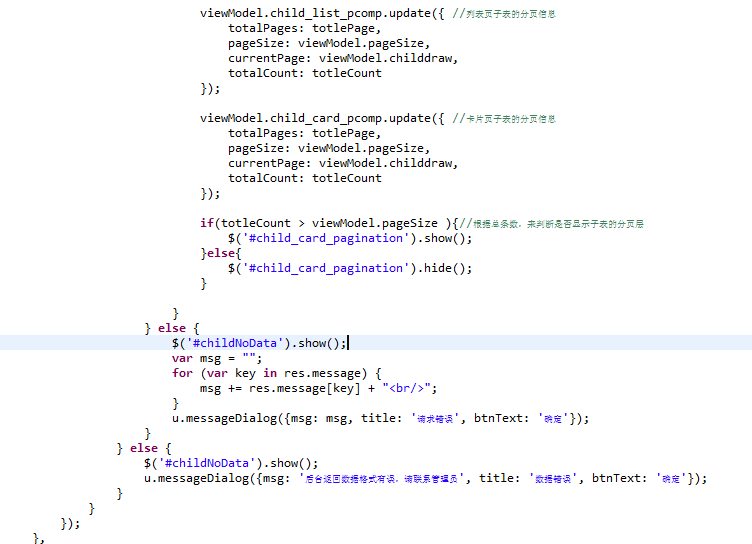 viewModel.child_list_pcomp.update({ //列表页子表的分页信息
totalPages: totlePage,
pageSize: viewModel.pageSize,
currentPage: viewModel.childdraw,
totalCount: totleCount
});
viewModel.child_card_pcomp.update({ //卡片页子表的分页信息
totalPages: totlePage,
pageSize: viewModel.pageSize,
currentPage: viewModel.childdraw,
totalCount: totleCount
});
if(totleCount > viewModel.pageSize ){//根据总条数，来判断是否显示子表的分页层
$('#child_card_pagination').show();
}else{
$('#child_card_pagination').hide();
}
}
} else {
$('#childNoData').show();
var msg = "";
for (var key in res.message) {
msg += res.message[key] + "<br/>";
}
u.messageDialog({msg: msg, title: '请求错误', btnText: '确定'});
}
} else {
$('#childNoData').show();
u.messageDialog({msg: '后台返回数据格式有误，请联系管理员', title: '数据错误', btnText: '确定'});
}
}
});
},